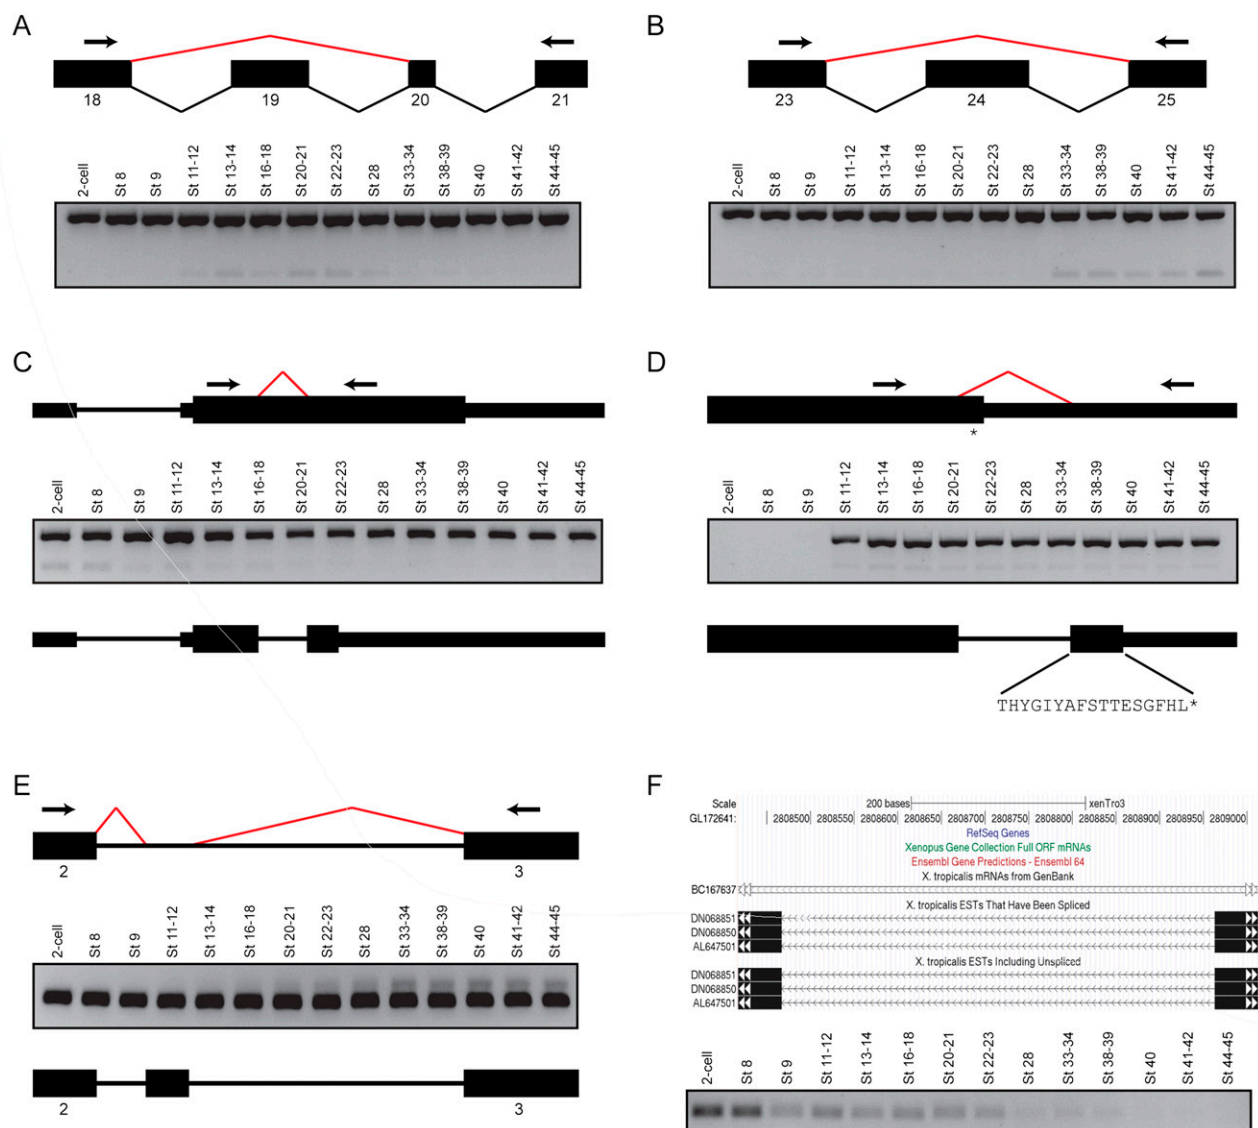 A
18 19 20 21
2-cell St 8 St 9 St 11-12 St 13-14 St 16-18 St 20-21 St 22-23 St 28 St 33-34 St 38-39 St 40 St 41-42 St 44-45
B
23 24 25
2-cell St 8 St 9 St 11-12 St 13-14 St 16-18 St 20-21 St 22-23 St 28 St 33-34 St 38-39 St 40 St 41-42 St 44-45
C
2-cell St 8 St 9 St 11-12 St 13-14 St 16-18 St 20-21 St 22-23 St 28 St 33-34 St 38-39 St 40 St 41-42 St 44-45
D
*
2-cell St 8 St 9 St 11-12 St 13-14 St 16-18 St 20-21 St 22-23 St 28 St 33-34 St 38-39 St 40 St 41-42 St 44-45
THYGIYAFSTTESGFHL*
E
2 3
2-cell St 8 St 9 St 11-12 St 13-14 St 16-18 St 20-21 St 22-23 St 28 St 33-34 St 38-39 St 40 St 41-42 St 44-45
2 3
F
Scale 200 bases xenTro3
GL172641: 2808500 2808550 2808600 2808650 2808700 2808750 2808800 2808850 2808900 2808950 2809000
RefSeq Genes
Xenopus Gene Collection Full ORF mRNAs
Ensembl Gene Predictions - Ensembl 64
X. tropicalis mRNAs from GenBank
BC167637
X. tropicalis ESTs That Have Been Spliced
DN068851
DN068850
AL647501
X. tropicalis ESTs Including Unspliced
DN068851
DN068850
AL647501
2-cell St 8 St 9 St 11-12 St 13-14 St 16-18 St 20-21 St 22-23 St 28 St 33-34 St 38-39 St 40 St 41-42 St 44-45